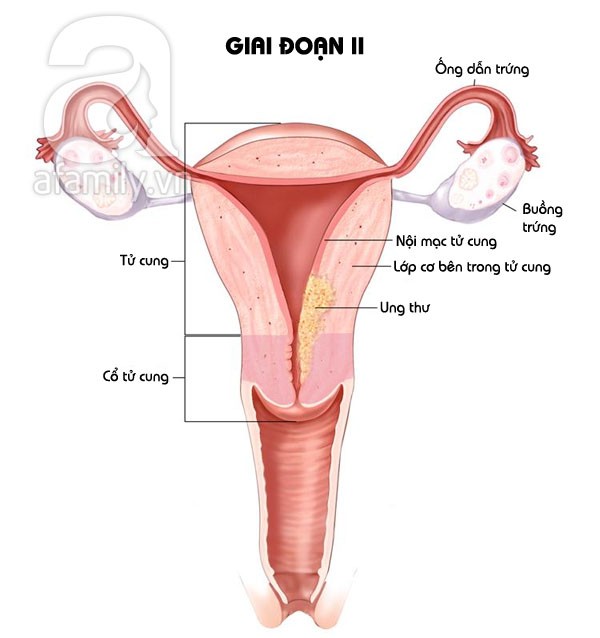 GIAI ĐOẠN II
Ống dẫn trứng
a
afamily.vn
Buồng
trứng
Nội mạc tử cung
Tử cung
Lớp cơ bên trong tử cung
Ung thư
Cổ tử cung